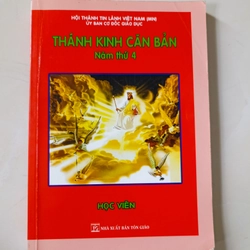 HỘI THÁNH TIN LÀNH VIỆT NAM (MN)
ỦY BAN CƠ ĐỐC GIÁO DỤC
THÁNH KINH CĂN BẢN
Năm thứ 4
HỌC VIÊN
NHÀ XUẤT BẢN TÔN GIÁO